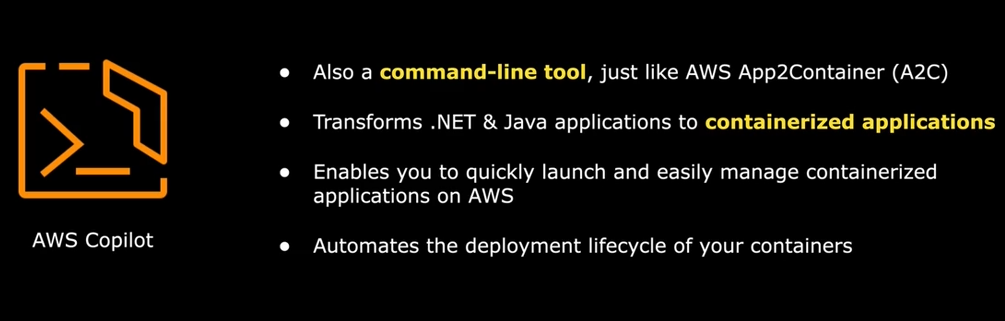 ● Also a command-line tool, just like AWS App2Container (A2C)
● Transforms .NET & Java applications to containerized applications
● Enables you to quickly launch and easily manage containerized
applications on AWS
AWS Copilot
● Automates the deployment lifecycle of your containers